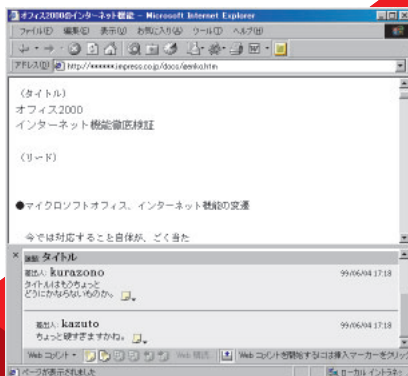 オフィス2000のインターネット機能 － Microsoft Internet Explorer
ファイル(F) 編集(E) 表示(V) お気に入り(A) ツール(T) ヘルプ(H)
アドレス(D)
（タイトル）
オフィス2000
インターネット機能徹底検証
（リード）
●マイクロソフトオフィス、インターネット機能の変遷
今では対応すること自体が、ごく当た
タイトル
差出人: kurazono 99/06/04 17:18
タイトルはもうちょっと
どうにかならないものか。
差出人: kazuto 99/06/04 17:18
ちょっと硬すぎますかね。
Web コメント Web 購読... Web コメントを開始するには挿入マーカーをクリッ
ページが表示されました ローカル イントラネ